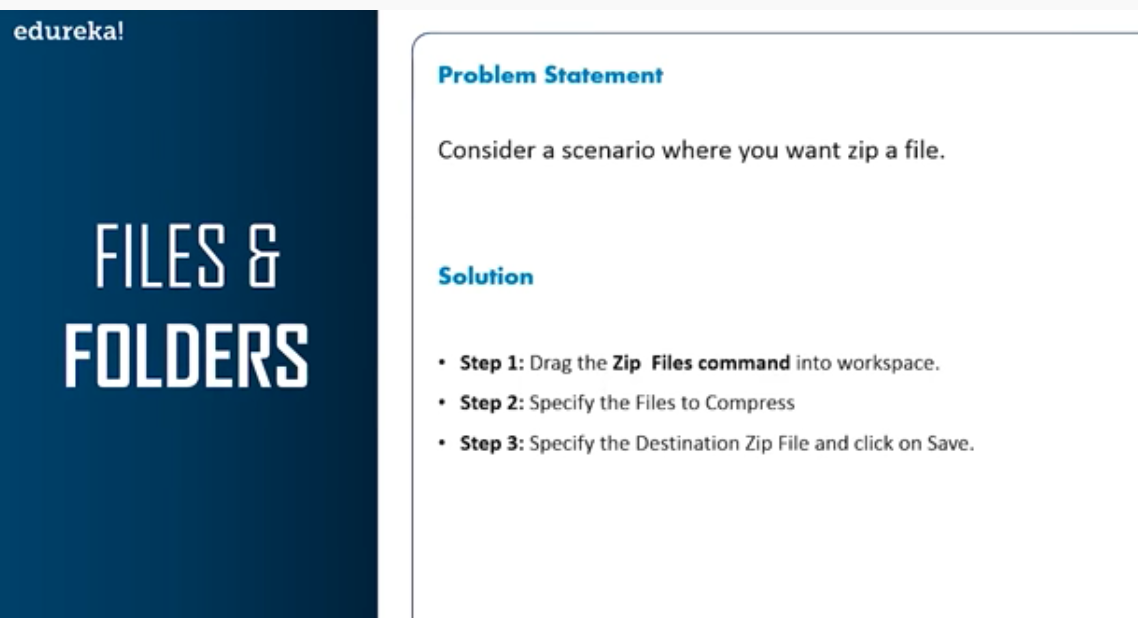 edureka!
FILES &
FOLDERS
Problem Statement
Consider a scenario where you want zip a file.
Solution
• Step 1: Drag the Zip Files command into workspace.
• Step 2: Specify the Files to Compress
• Step 3: Specify the Destination Zip File and click on Save.